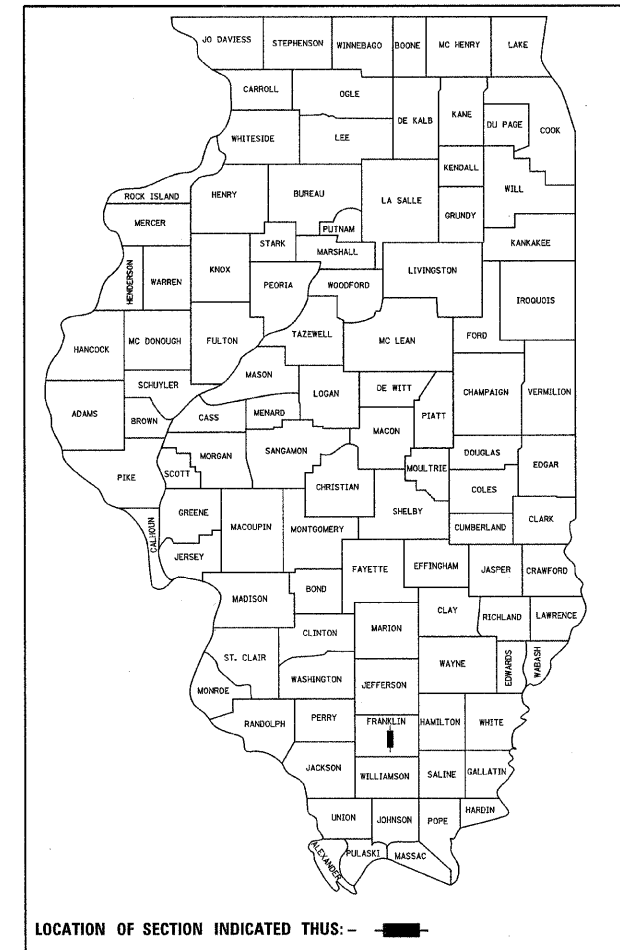 JO DAVIESS STEPHENSON WINNEBAGO BOONE MC HENRY LAKE
CARROLL OGLE DE KALB KANE DU PAGE COOK
WHITESIDE LEE
KENDALL WILL
ROCK ISLAND HENRY BUREAU LA SALLE GRUNDY
MERCER PUTNAM
STARK MARSHALL KANKAKEE
HENDERSON WARREN KNOX PEORIA WOODFORD LIVINGSTON IROQUOIS
HANCOCK MC DONOUGH FULTON TAZEWELL MC LEAN FORD
MASON
SCHUYLER LOGAN DE WITT CHAMPAIGN VERMILION
ADAMS BROWN CASS MENARD PIATT
MACON
MORGAN SANGAMON DOUGLAS
PIKE SCOTT MOULTRIE EDGAR
CHRISTIAN COLES
GREENE MACOUPIN MONTGOMERY SHELBY
CALHOUN CUMBERLAND CLARK
JERSEY FAYETTE EFFINGHAM JASPER CRAWFORD
MADISON BOND
CLAY RICHLAND LAWRENCE
MARION
CLINTON
ST. CLAIR WAYNE EDWARDS WABASH
WASHINGTON JEFFERSON
MONROE
RANDOLPH PERRY FRANKLIN HAMILTON WHITE
JACKSON WILLIAMSON SALINE GALLATIN
UNION JOHNSON POPE HARDIN
ALEXANDER PULASKI MASSAC
LOCATION OF SECTION INDICATED THUS: -